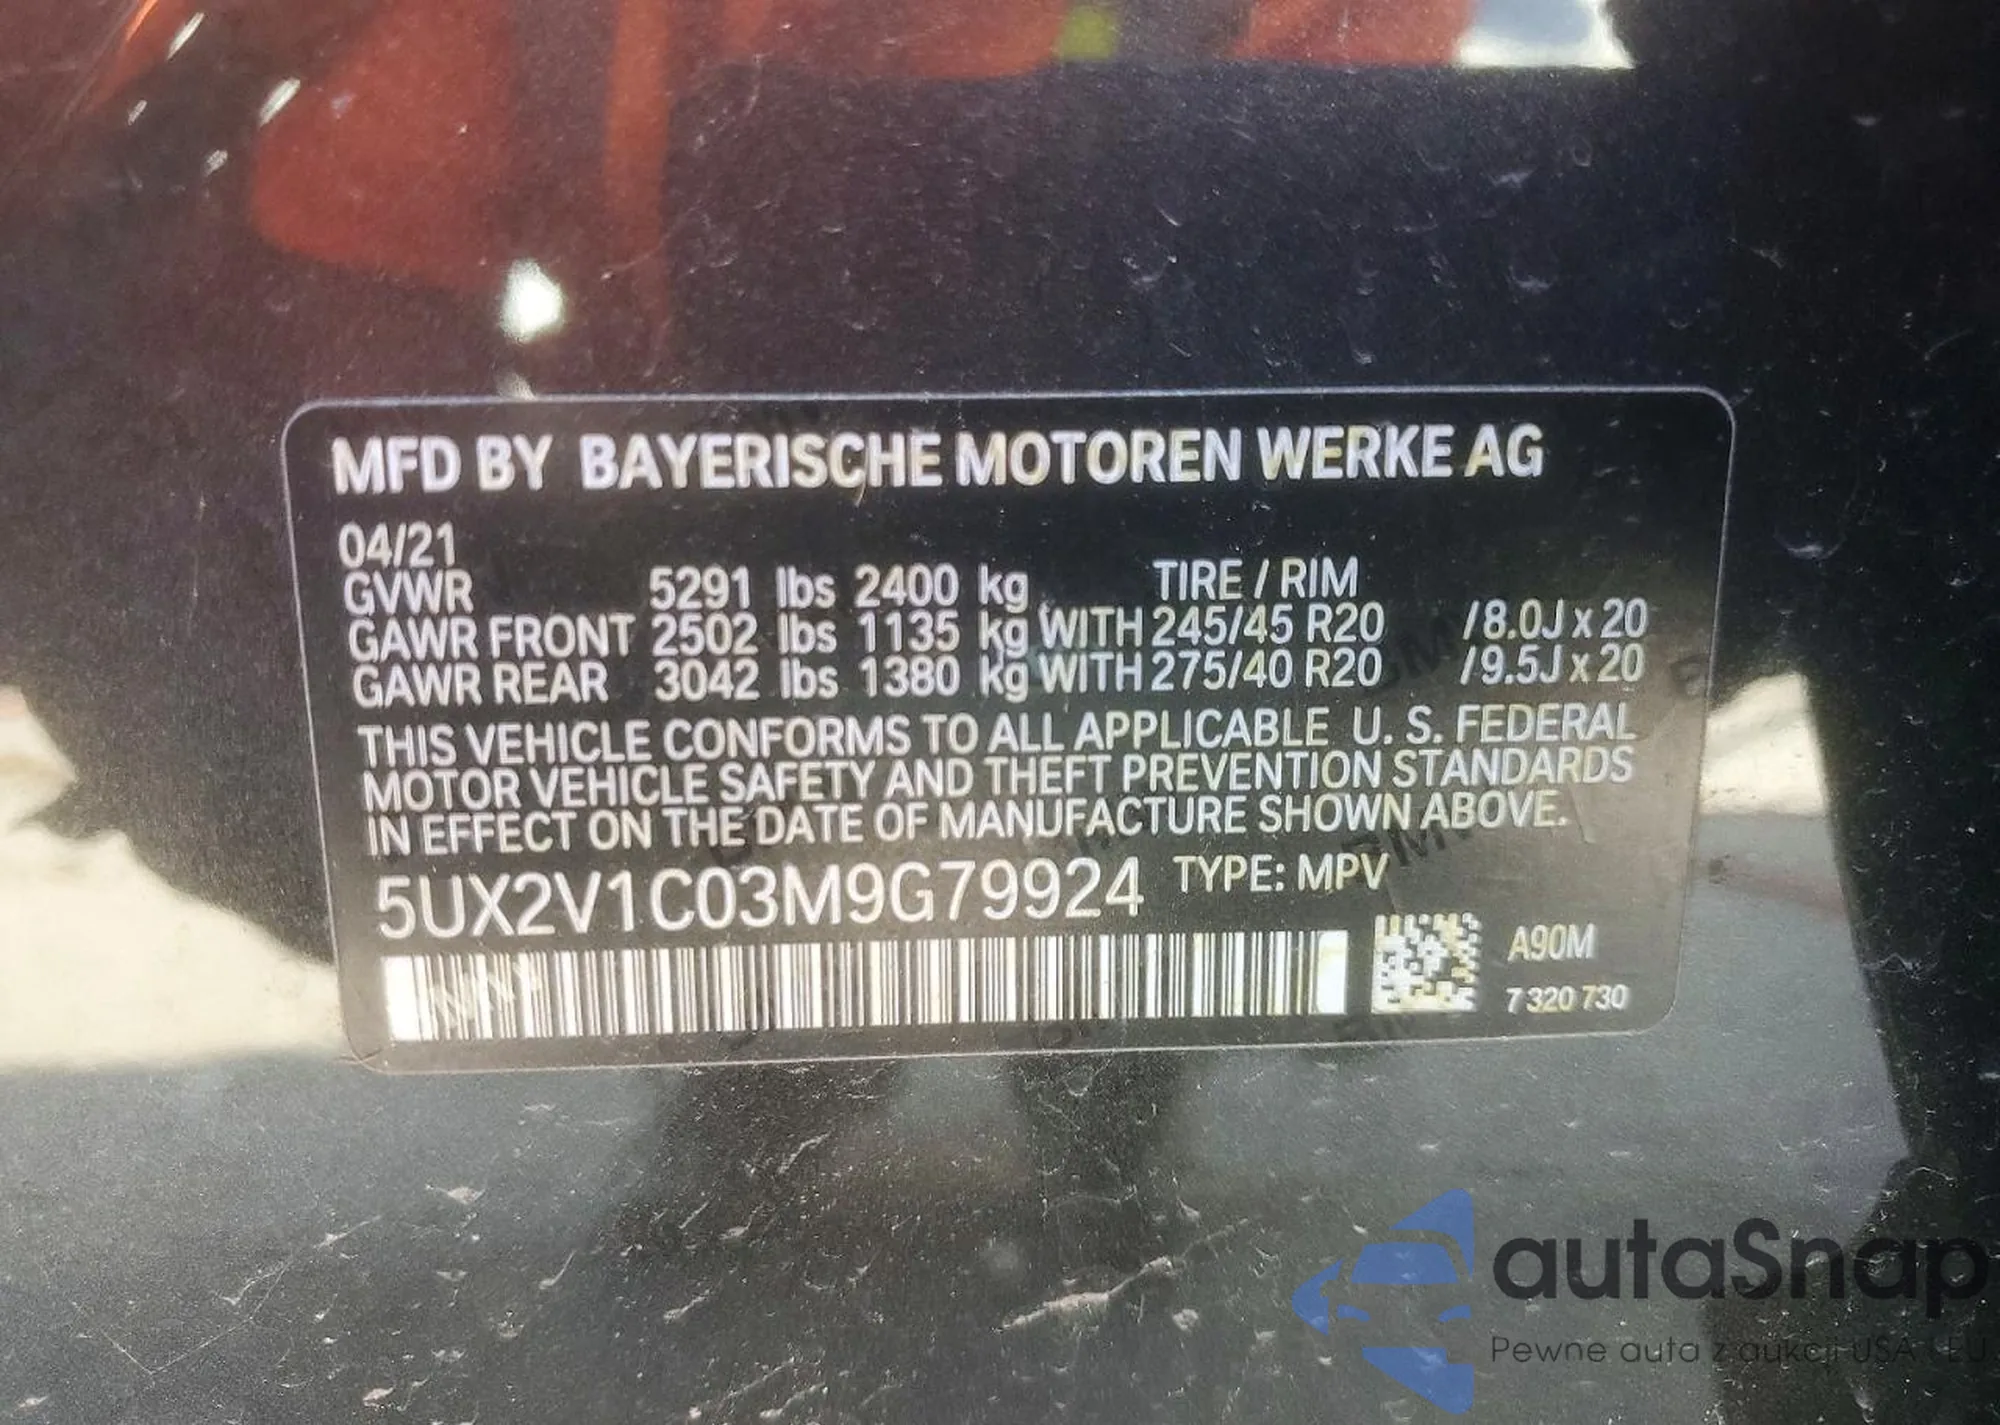 MFD BY BAYERISCHE MOTOREN WERKE AG
04/21
GVWR 5291 lbs 2400 kg TIRE / RIM
GAWR FRONT 2502 lbs 1135 kg WITH 245/45 R20 /8.0J x 20
GAWR REAR 3042 lbs 1380 kg WITH 275/40 R20 /9.5J x 20
THIS VEHICLE CONFORMS TO ALL APPLICABLE U. S. FEDERAL
MOTOR VEHICLE SAFETY AND THEFT PREVENTION STANDARDS
IN EFFECT ON THE DATE OF MANUFACTURE SHOWN ABOVE.
5UX2V1C03M9G79924 TYPE: MPV
A90M
7 320 730
autaSnap
Pewne auta z aukcji USA i EU